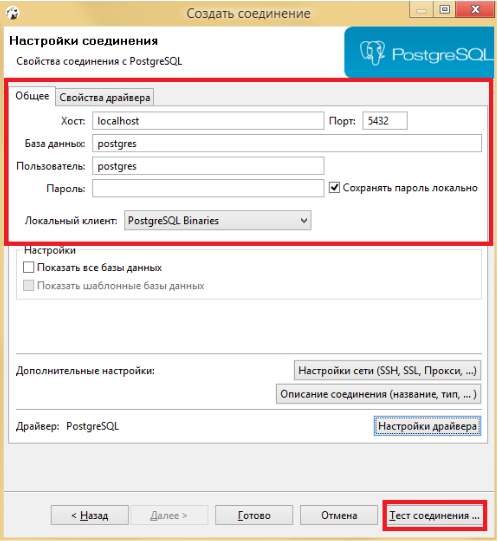 Создать соединение
Настройки соединения
Свойства соединения с PostgreSQL
PostgreSQL
Общее Свойства драйвера
Хост: localhost Порт: 5432
База данных: postgres
Пользователь: postgres
Пароль: Сохранять пароль локально
Локальный клиент: PostgreSQL Binaries
Настройки
Показать все базы данных
Показать шаблонные базы данных
Дополнительные настройки: Настройки сети (SSH, SSL, Прокси, ...)
Описание соединения (название, тип, ... )
Драйвер: PostgreSQL Настройки драйвера
< Назад Далее > Готово Отмена Тест соединения ...